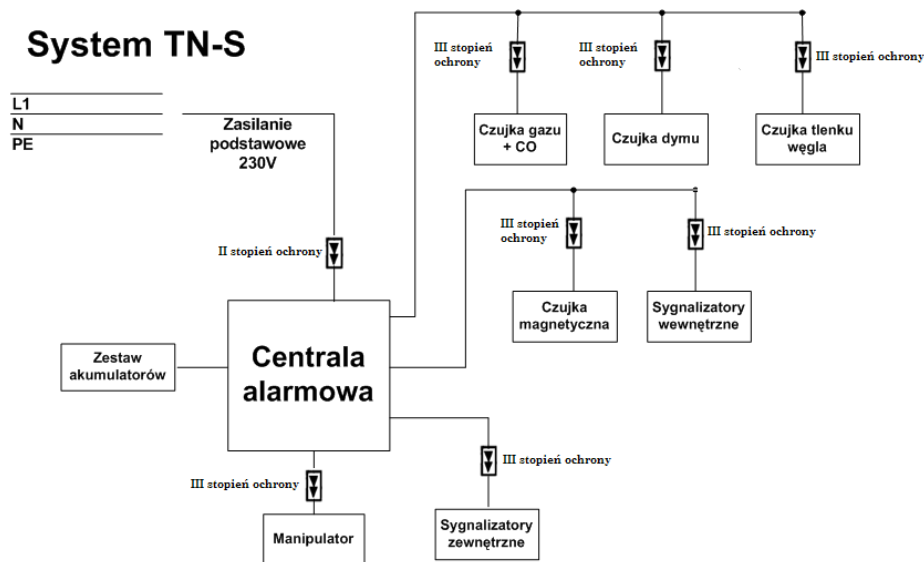 System TN-S
L1
N
PE
Zasilanie
podstawowe
230V
III stopień
ochrony
III stopień
ochrony
III stopień ochrony
Czujka gazu
+ CO
Czujka dymu
Czujka tlenku
węgla
II stopień ochrony
III stopień
ochrony
III stopień ochrony
Czujka
magnetyczna
Sygnalizatory
wewnętrzne
Zestaw
akumulatorów
Centrala
alarmowa
III stopień ochrony
III stopień ochrony
Manipulator
Sygnalizatory
zewnętrzne